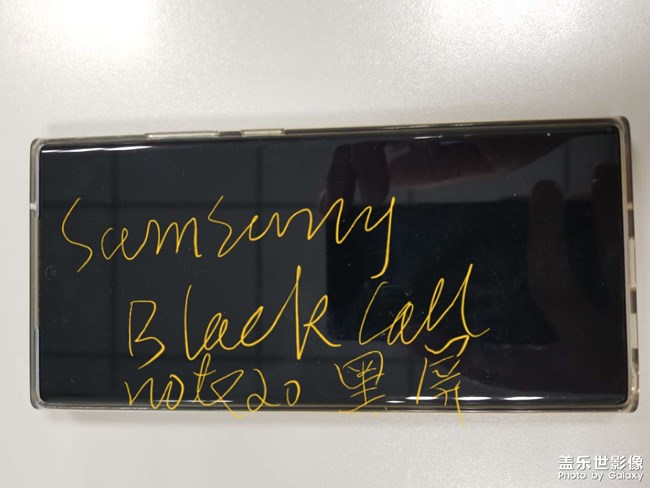 Samsung
Black Call
note20 黑屏
盖乐世影像
Photo by Galaxy